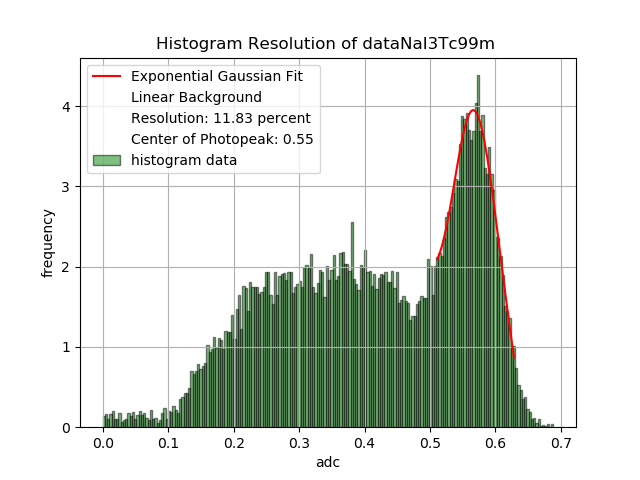 Histogram Resolution of dataNaI3Tc99m
Exponential Gaussian Fit
Linear Background
Resolution: 11.83 percent
Center of Photopeak: 0.55
histogram data
frequency
4
3
2
1
0
0.0 0.1 0.2 0.3 0.4 0.5 0.6 0.7
adc